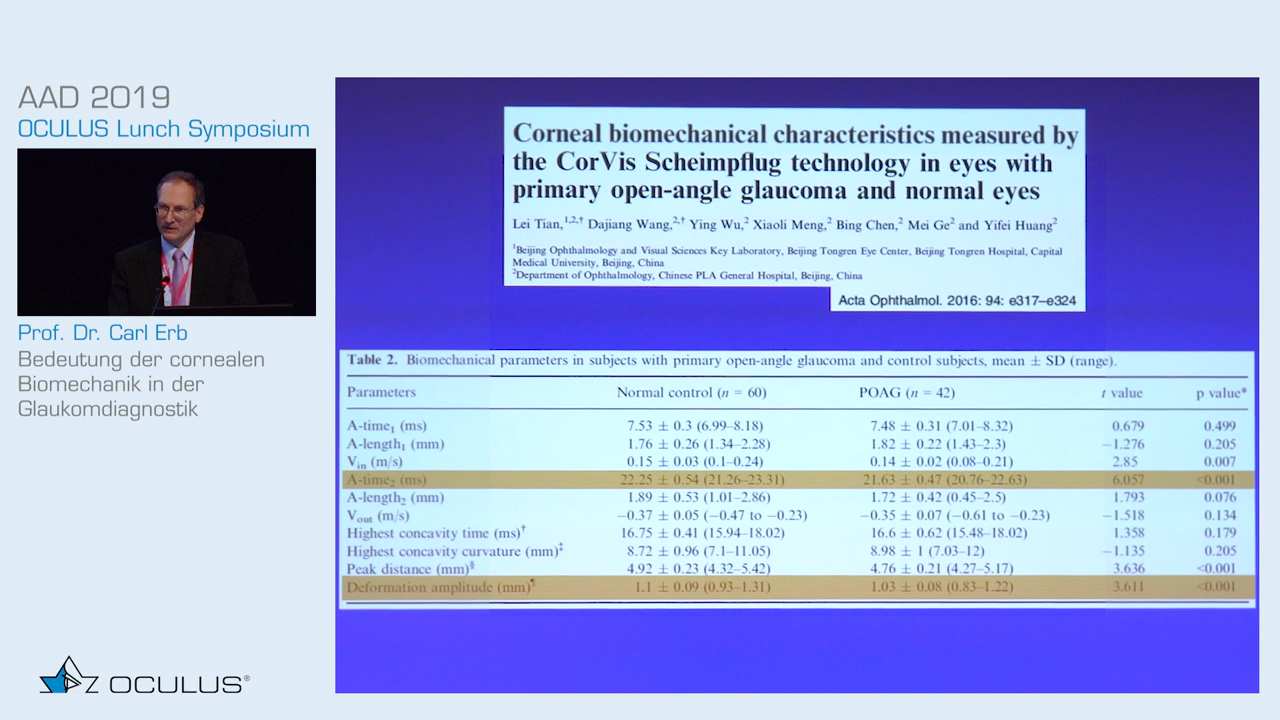 AAD 2019
OCULUS Lunch Symposium
Prof. Dr. Carl Erb
Bedeutung der cornealen
Biomechanik in der
Glaukomdiagnostik
OCULUS®
Corneal biomechanical characteristics measured by
the CorVis Scheimpflug technology in eyes with
primary open-angle glaucoma and normal eyes
Lei Tian,1,2,† Dajiang Wang,2,† Ying Wu,2 Xiaoli Meng,2 Bing Chen,2 Mei Ge2 and Yifei Huang2
1Beijing Ophthalmology and Visual Sciences Key Laboratory, Beijing Tongren Eye Center, Beijing Tongren Hospital, Capital
Medical University, Beijing, China
2Department of Ophthalmology, Chinese PLA General Hospital, Beijing, China
Acta Ophthalmol. 2016: 94: e317–e324
Table 2. Biomechanical parameters in subjects with primary open-angle glaucoma and control subjects, mean ± SD (range).
Parameters Normal control (n = 60) POAG (n = 42) t value p value*
A-time1 (ms) 7.53 ± 0.3 (6.99–8.18) 7.48 ± 0.31 (7.01–8.32) 0.679 0.499
A-length1 (mm) 1.76 ± 0.26 (1.34–2.28) 1.82 ± 0.22 (1.43–2.3) −1.276 0.205
Vin (m/s) 0.15 ± 0.03 (0.1–0.24) 0.14 ± 0.02 (0.08–0.21) 2.85 0.007
A-time2 (ms) 22.25 ± 0.54 (21.26–23.31) 21.63 ± 0.47 (20.76–22.63) 6.057 <0.001
A-length2 (mm) 1.89 ± 0.53 (1.01–2.86) 1.72 ± 0.42 (0.45–2.5) 1.793 0.076
Vout (m/s) −0.37 ± 0.05 (−0.47 to −0.23) −0.35 ± 0.07 (−0.61 to −0.23) −1.518 0.134
Highest concavity time (ms)† 16.75 ± 0.41 (15.94–18.02) 16.6 ± 0.62 (15.48–18.02) 1.358 0.179
Highest concavity curvature (mm)‡ 8.72 ± 0.96 (7.1–11.05) 8.98 ± 1 (7.03–12) −1.135 0.205
Peak distance (mm)§ 4.92 ± 0.23 (4.32–5.42) 4.76 ± 0.21 (4.27–5.17) 3.636 <0.001
Deformation amplitude (mm)¶ 1.1 ± 0.09 (0.93–1.31) 1.03 ± 0.08 (0.83–1.22) 3.611 <0.001